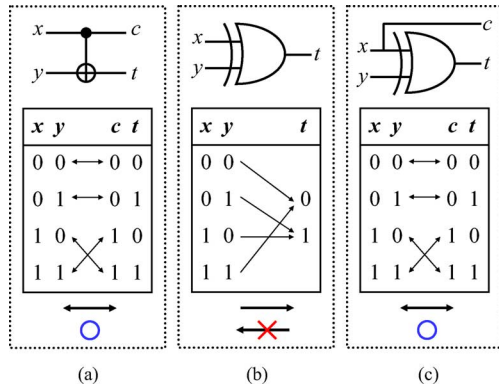 x c
y t
x y c t
0 0 0 0
0 1 0 1
1 0 1 0
1 1 1 1
(a)
x
y
t
x y t
0 0
0 1 0
1 0 1
1 1
(b)
c
x
y
t
x y c t
0 0 0 0
0 1 0 1
1 0 1 0
1 1 1 1
(c)